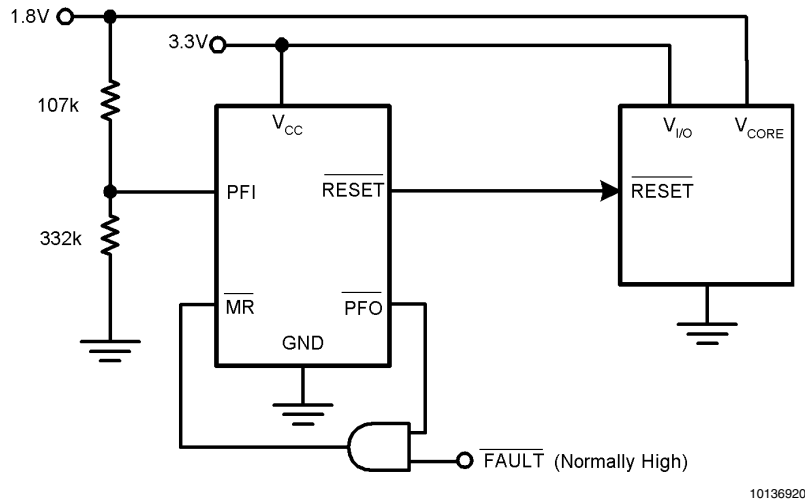 1.8V
3.3V
107k
V_CC
V_I/O
V_CORE
PFI
RESET
RESET
332k
MR
PFO
GND
FAULT (Normally High)
10136920